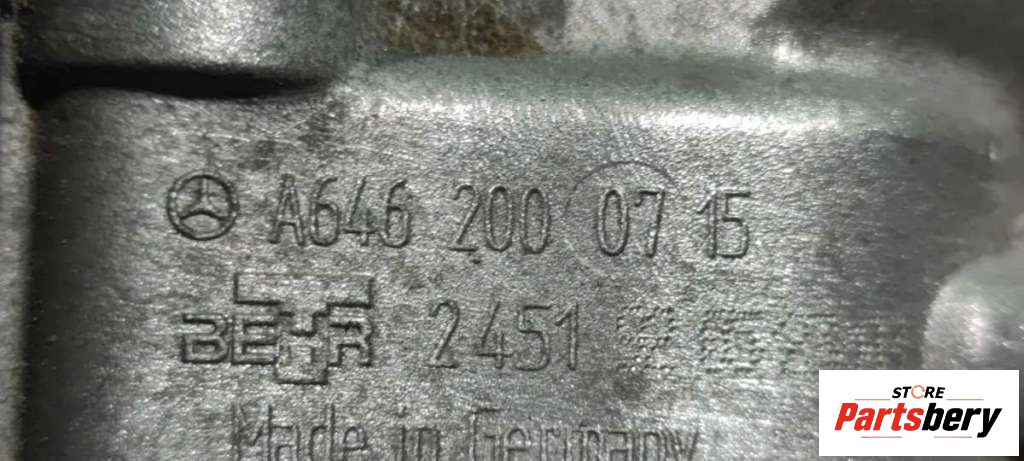 A646 200 07 15
BEHR 2451
Made in Germany
STORE
Partsbery